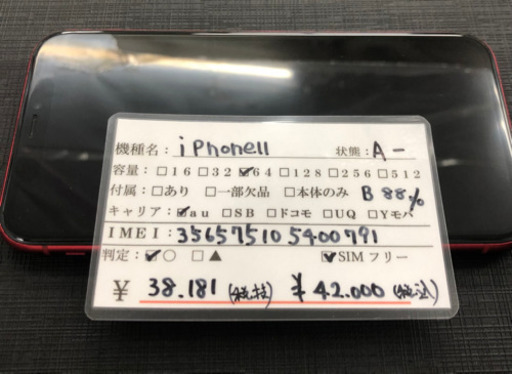 機種名: iPhone11 状態: A-
容量: □16 □32 ☑64 □128 □256 □512
付属: □あり □一部欠品 □本体のみ B 88%
キャリア: ☑au □SB □ドコモ □UQ □Yモバ
IMEI: 356575105400791
判定: ☑○ □▲ ☑SIMフリー
¥ 38.181 (税抜) ¥ 42.000 (税込)